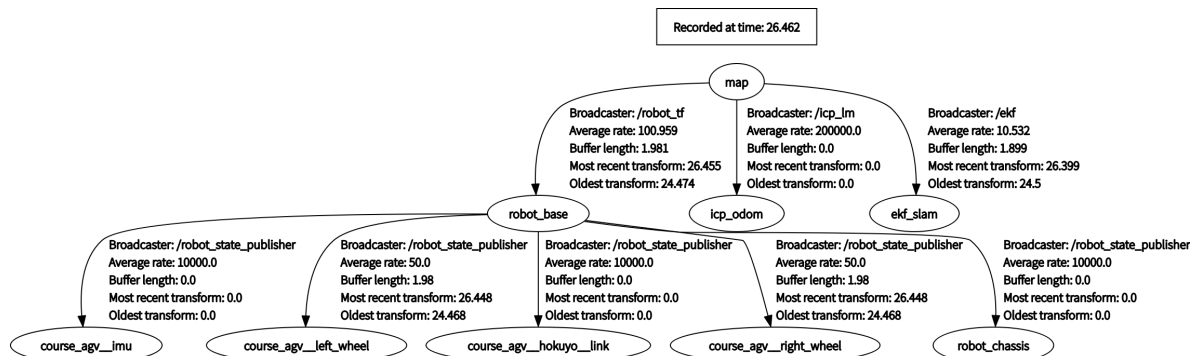 Recorded at time: 26.462
map
Broadcaster: /robot_tf
Average rate: 100.959
Buffer length: 1.981
Most recent transform: 26.455
Oldest transform: 24.474
Broadcaster: /icp_lm
Average rate: 200000.0
Buffer length: 0.0
Most recent transform: 0.0
Oldest transform: 0.0
Broadcaster: /ekf
Average rate: 10.532
Buffer length: 1.899
Most recent transform: 26.399
Oldest transform: 24.5
robot_base
icp_odom
ekf_slam
Broadcaster: /robot_state_publisher
Average rate: 10000.0
Buffer length: 0.0
Most recent transform: 0.0
Oldest transform: 0.0
Broadcaster: /robot_state_publisher
Average rate: 50.0
Buffer length: 1.98
Most recent transform: 26.448
Oldest transform: 24.468
Broadcaster: /robot_state_publisher
Average rate: 10000.0
Buffer length: 0.0
Most recent transform: 0.0
Oldest transform: 0.0
Broadcaster: /robot_state_publisher
Average rate: 50.0
Buffer length: 1.98
Most recent transform: 26.448
Oldest transform: 24.468
Broadcaster: /robot_state_publisher
Average rate: 10000.0
Buffer length: 0.0
Most recent transform: 0.0
Oldest transform: 0.0
course_agv__imu
course_agv__left_wheel
course_agv__hokuyo__link
course_agv__right_wheel
robot_chassis